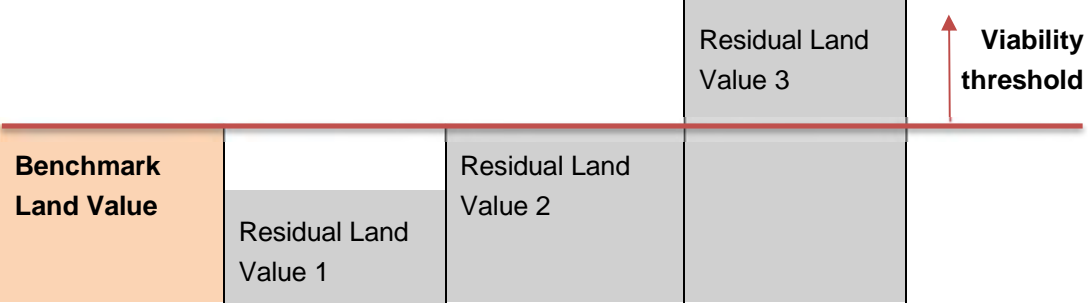 Residual Land
Value 3
Viability
threshold
Benchmark
Land Value
Residual Land
Value 1
Residual Land
Value 2